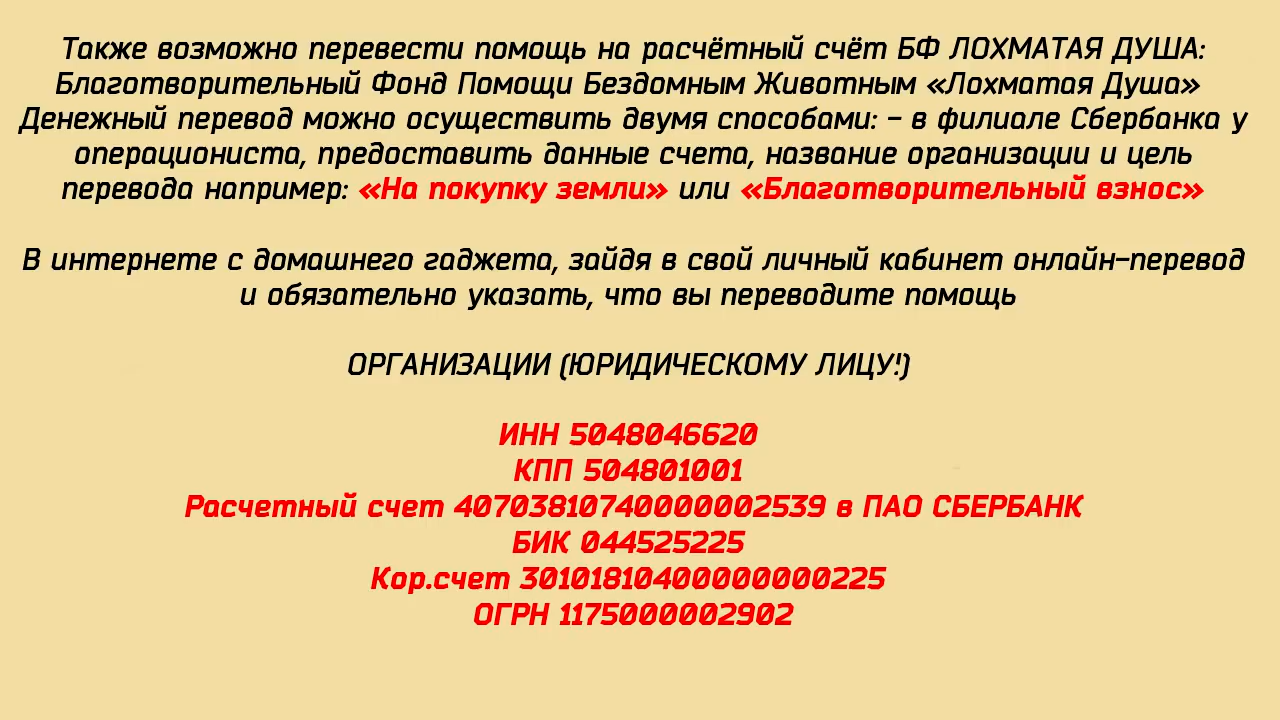 Также возможно перевести помощь на расчётный счёт БФ ЛОХМАТАЯ ДУША:
Благотворительный Фонд Помощи Бездомным Животным «Лохматая Душа»
Денежный перевод можно осуществить двумя способами: - в филиале Сбербанка у
операциониста, предоставить данные счета, название организации и цель
перевода например: «На покупку земли» или «Благотворительный взнос»
В интернете с домашнего гаджета, зайдя в свой личный кабинет онлайн-перевод
и обязательно указать, что вы переводите помощь
ОРГАНИЗАЦИИ (ЮРИДИЧЕСКОМУ ЛИЦУ!)
ИНН 5048046620
КПП 504801001
Расчетный счет 40703810740000002539 в ПАО СБЕРБАНК
БИК 044525225
Кор.счет 30101810400000000225
ОГРН 1175000002902